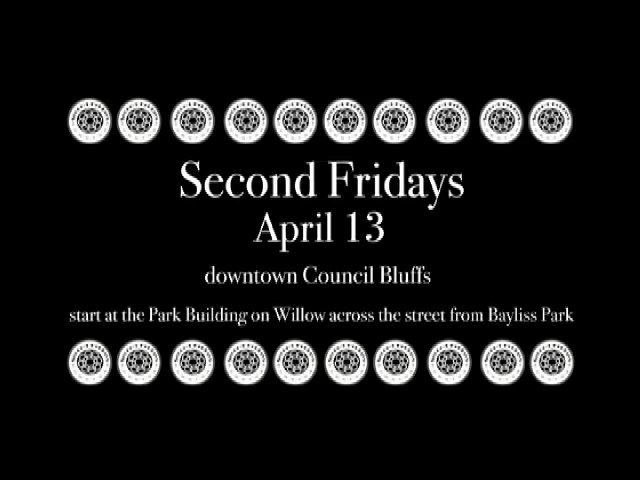 Second Fridays
April 13
downtown Council Bluffs
start at the Park Building on Willow across the street from Bayliss Park